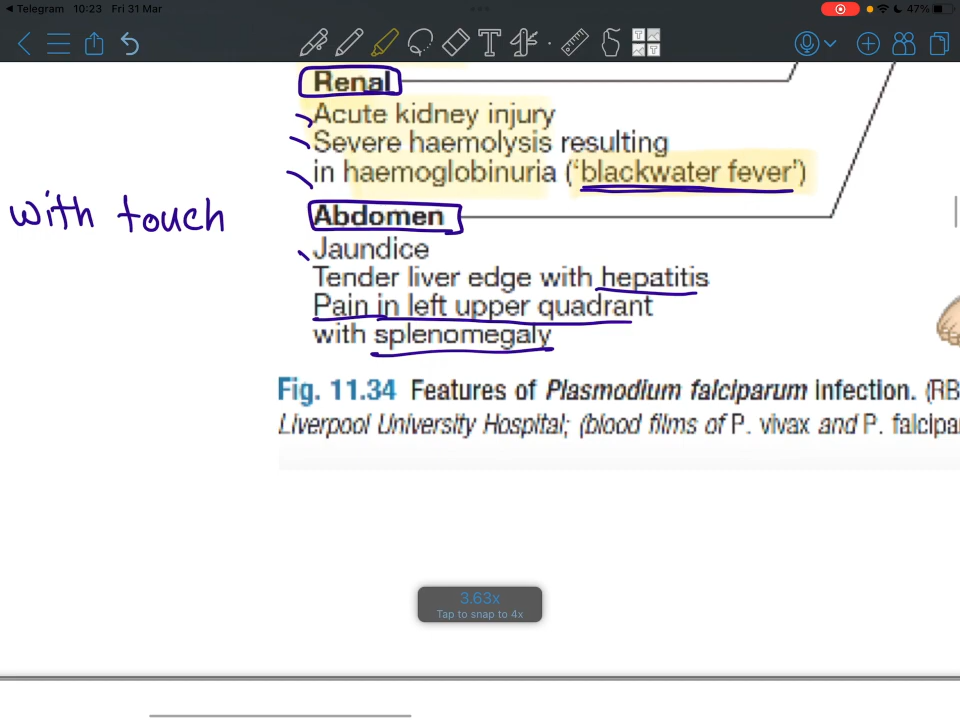 Telegram 10:23 Fri 31 Mar 47%
Renal
Acute kidney injury
Severe haemolysis resulting
in haemoglobinuria (‘blackwater fever’)
with touch
Abdomen
Jaundice
Tender liver edge with hepatitis
Pain in left upper quadrant
with splenomegaly
Fig. 11.34 Features of Plasmodium falciparum infection. (RB
Liverpool University Hospital; (blood films of P. vivax and P. falcipa
3.63x
Tap to snap to 4x